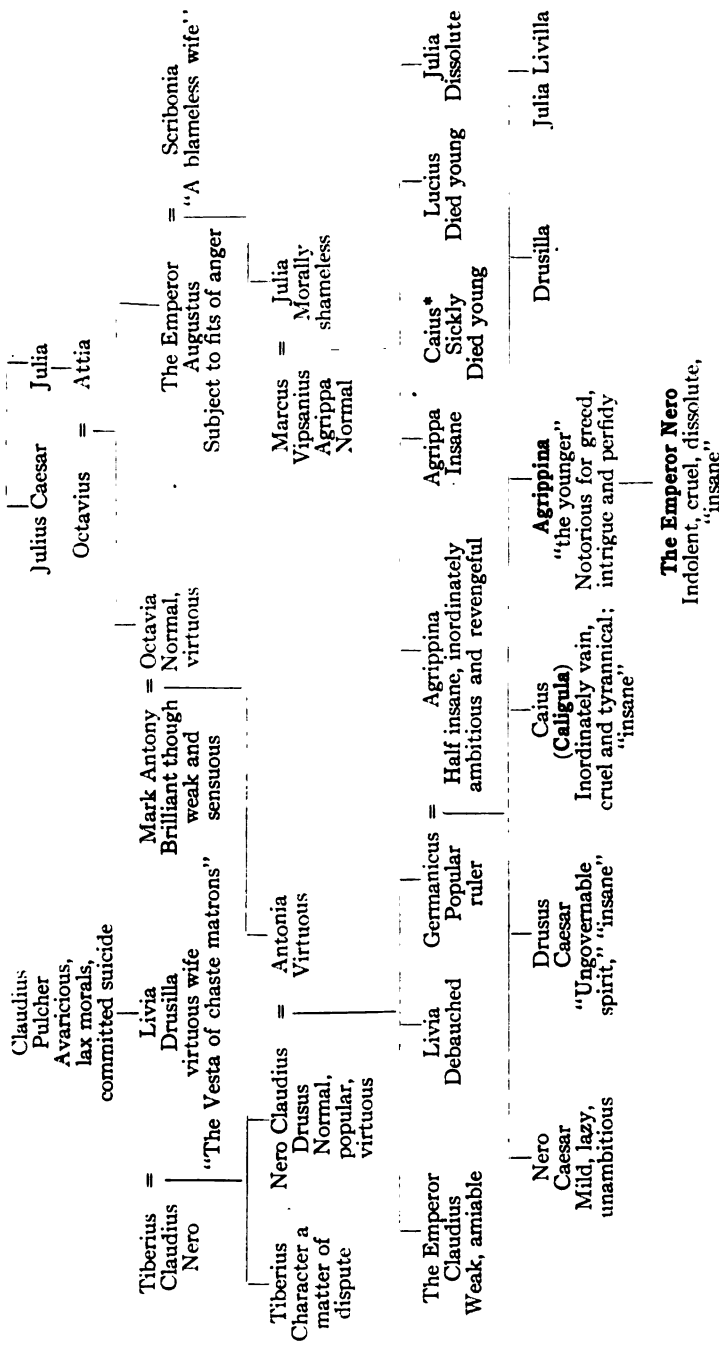 Julius Caesar
Julia
Octavius =
Attia
Claudius
Pulcher
Avaricious,
lax morals,
committed suicide
Tiberius =
Claudius
Nero
Livia
Drusilla
virtuous wife
"The Vesta of chaste matrons"
Mark Antony =
Brilliant though
weak and
sensuous
Octavia
Normal,
virtuous
The Emperor =
Augustus
Subject to fits of anger
Scribonia
"A blameless wife"
Tiberius
Character a
matter of
dispute
Nero Claudius =
Drusus
Normal,
popular,
virtuous
Antonia
Virtuous
Marcus =
Vipsanius
Agrippa
Normal
Julia
Morally
shameless
The Emperor
Claudius
Weak, amiable
Livia
Debauched
Germanicus =
Popular
ruler
Agrippina
Half insane, inordinately
ambitious and revengeful
Agrippa
Insane
Caius*
Sickly
Died young
Lucius
Died young
Julia
Dissolute
Nero
Caesar
Mild, lazy,
unambitious
Drusus
Caesar
"Ungovernable
spirit," "insane"
Caius
(Caligula)
Inordinately vain,
cruel and tyrannical;
"insane"
Agrippina
"the younger"
Notorious for greed,
intrigue and perfidy
Drusilla
Julia Livilla
The Emperor Nero
Indolent, cruel, dissolute,
"insane"